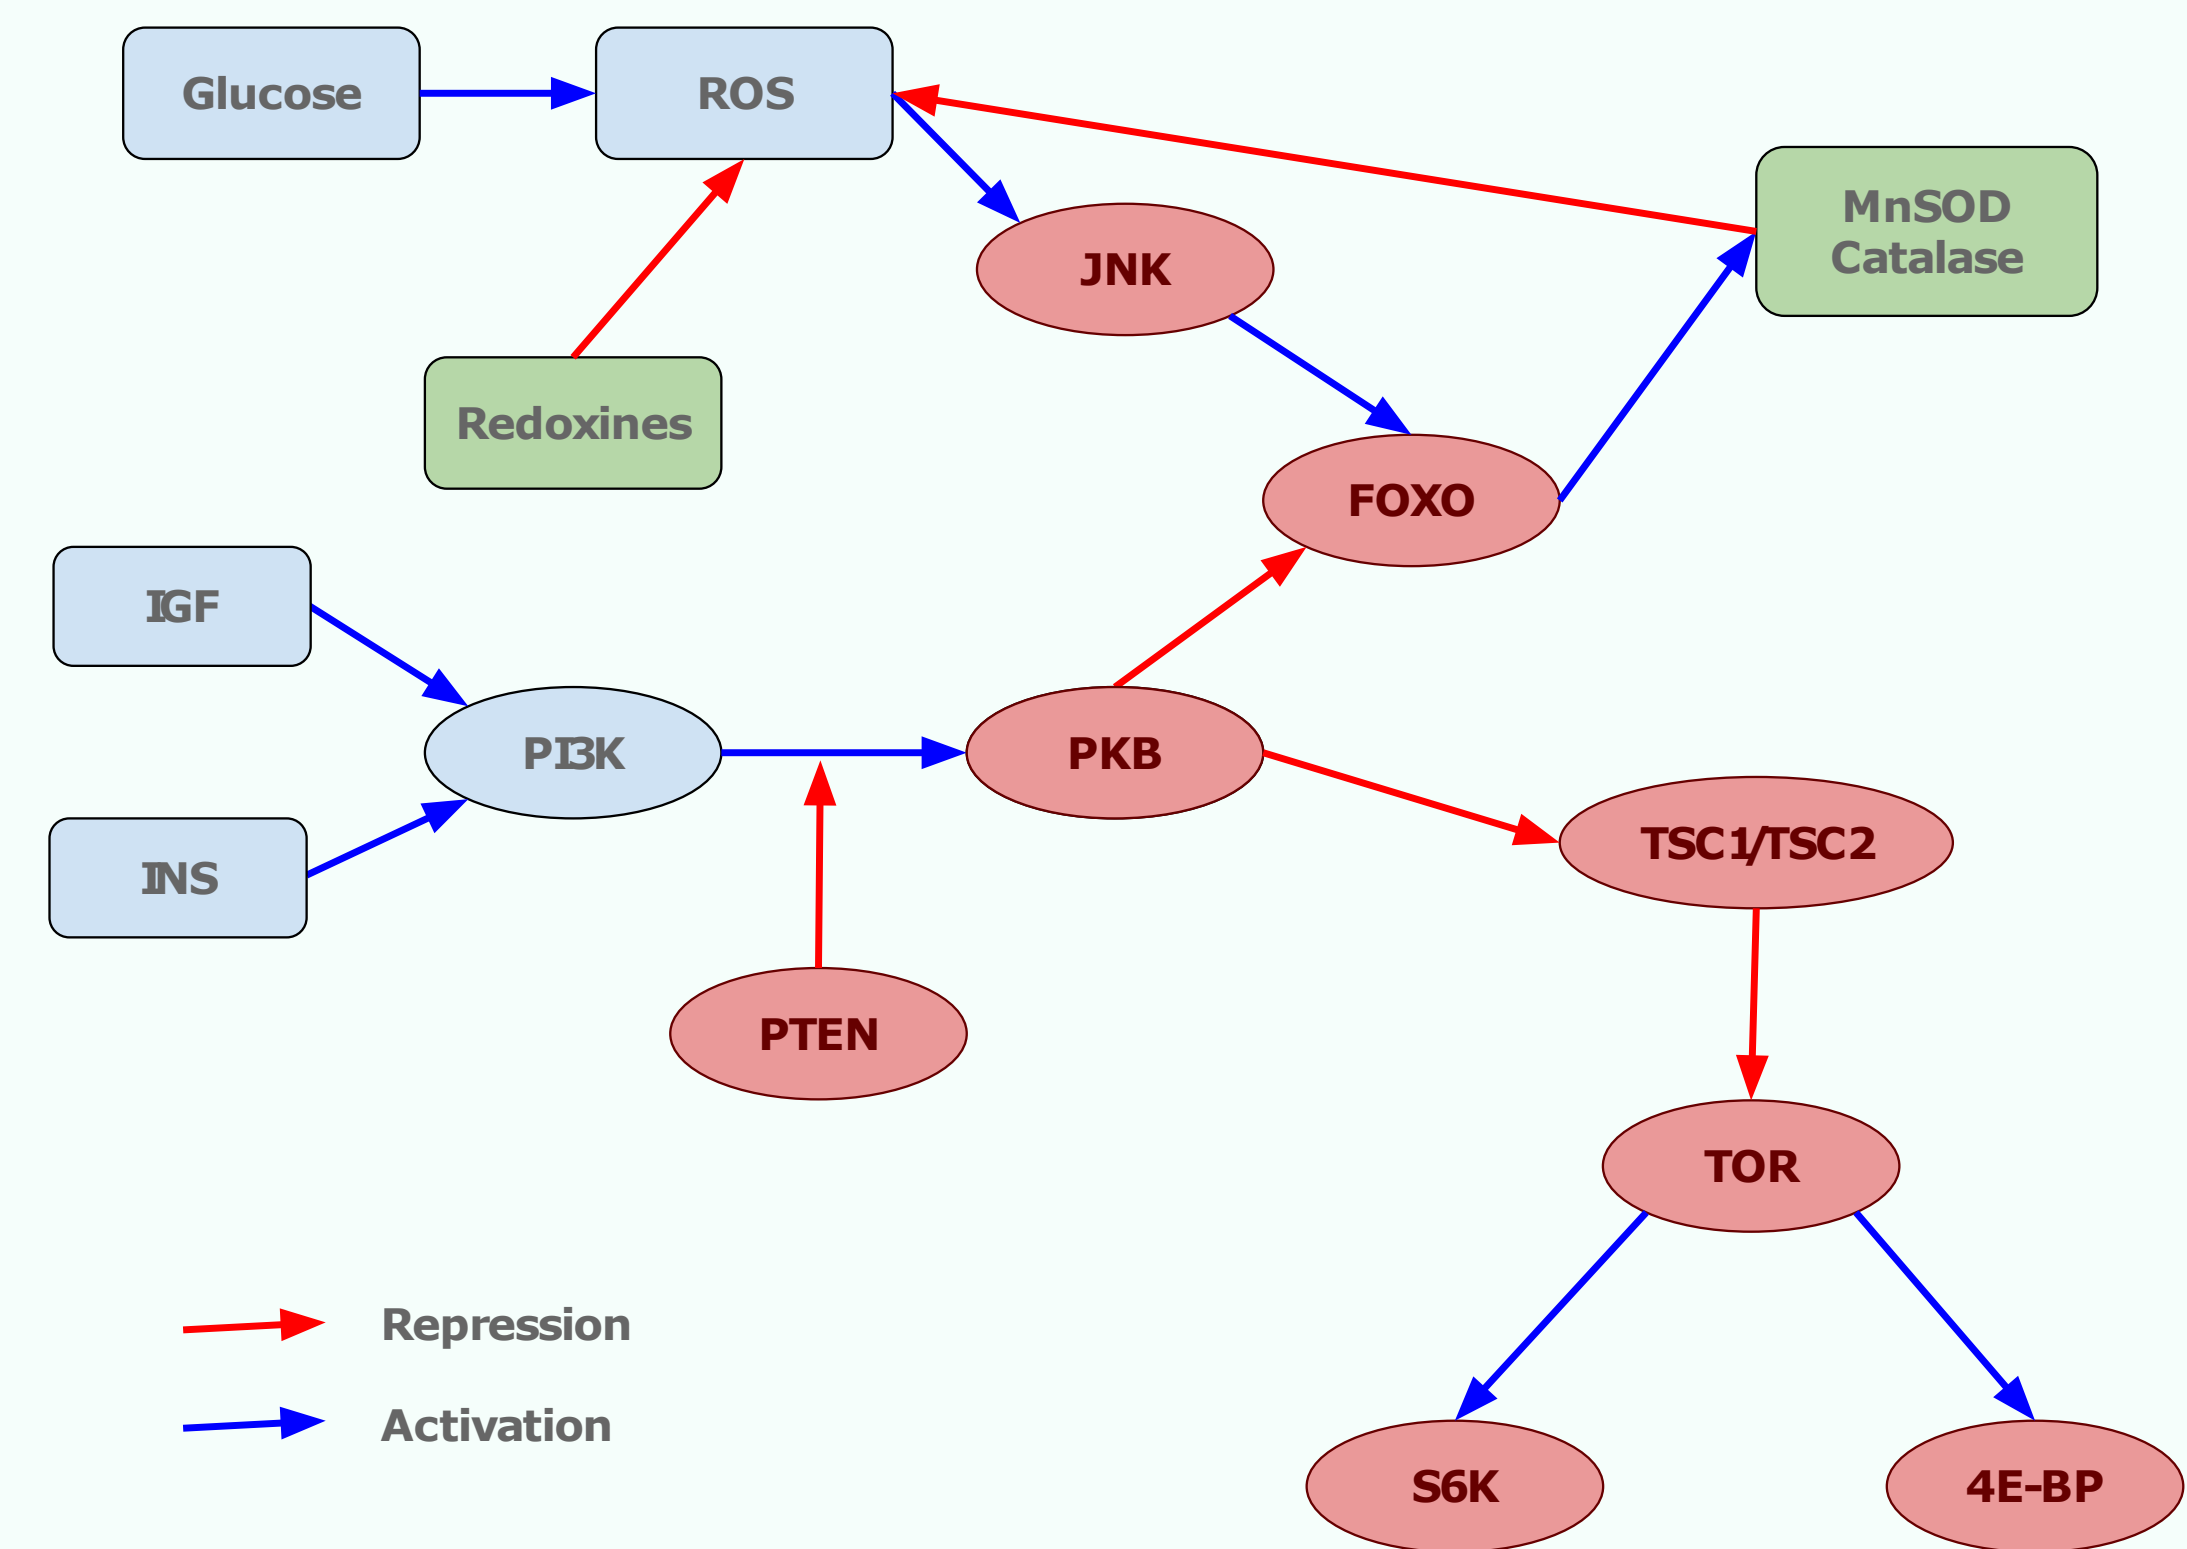 Glucose
ROS
MnSOD
Catalase
JNK
Redoxines
FOXO
IGF
PI3K
PKB
TSC1/TSC2
INS
PTEN
TOR
Repression
Activation
S6K
4E-BP